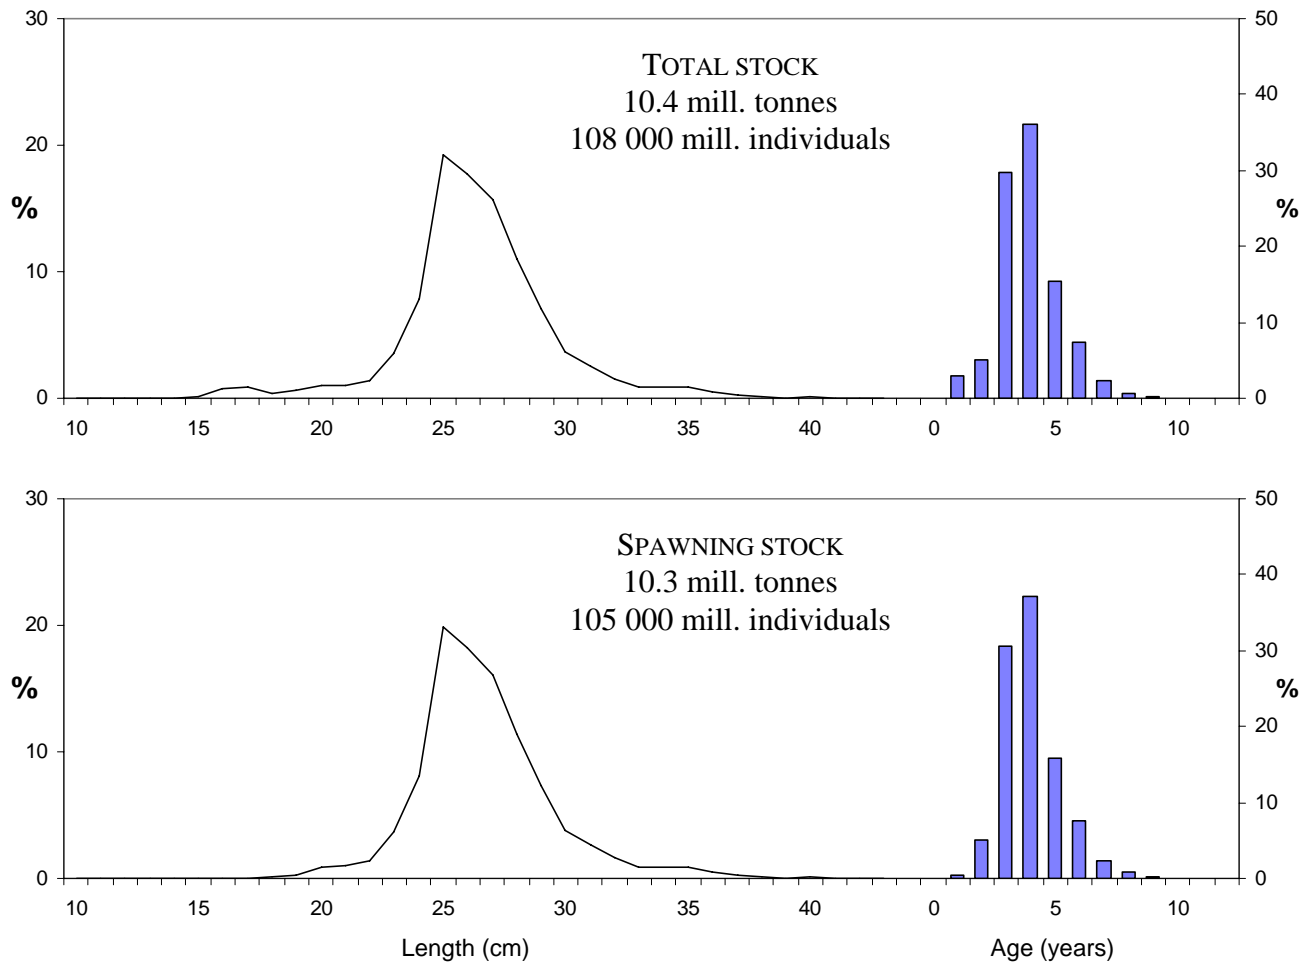 30
20
10
0
%
TOTAL STOCK
10.4 mill. tonnes
108 000 mill. individuals
50
40
30
20
10
0
%
10 15 20 25 30 35 40 0 5 10
30
20
10
0
%
SPAWNING STOCK
10.3 mill. tonnes
105 000 mill. individuals
50
40
30
20
10
0
%
10 15 20 25 30 35 40 0 5 10
Length (cm) Age (years)